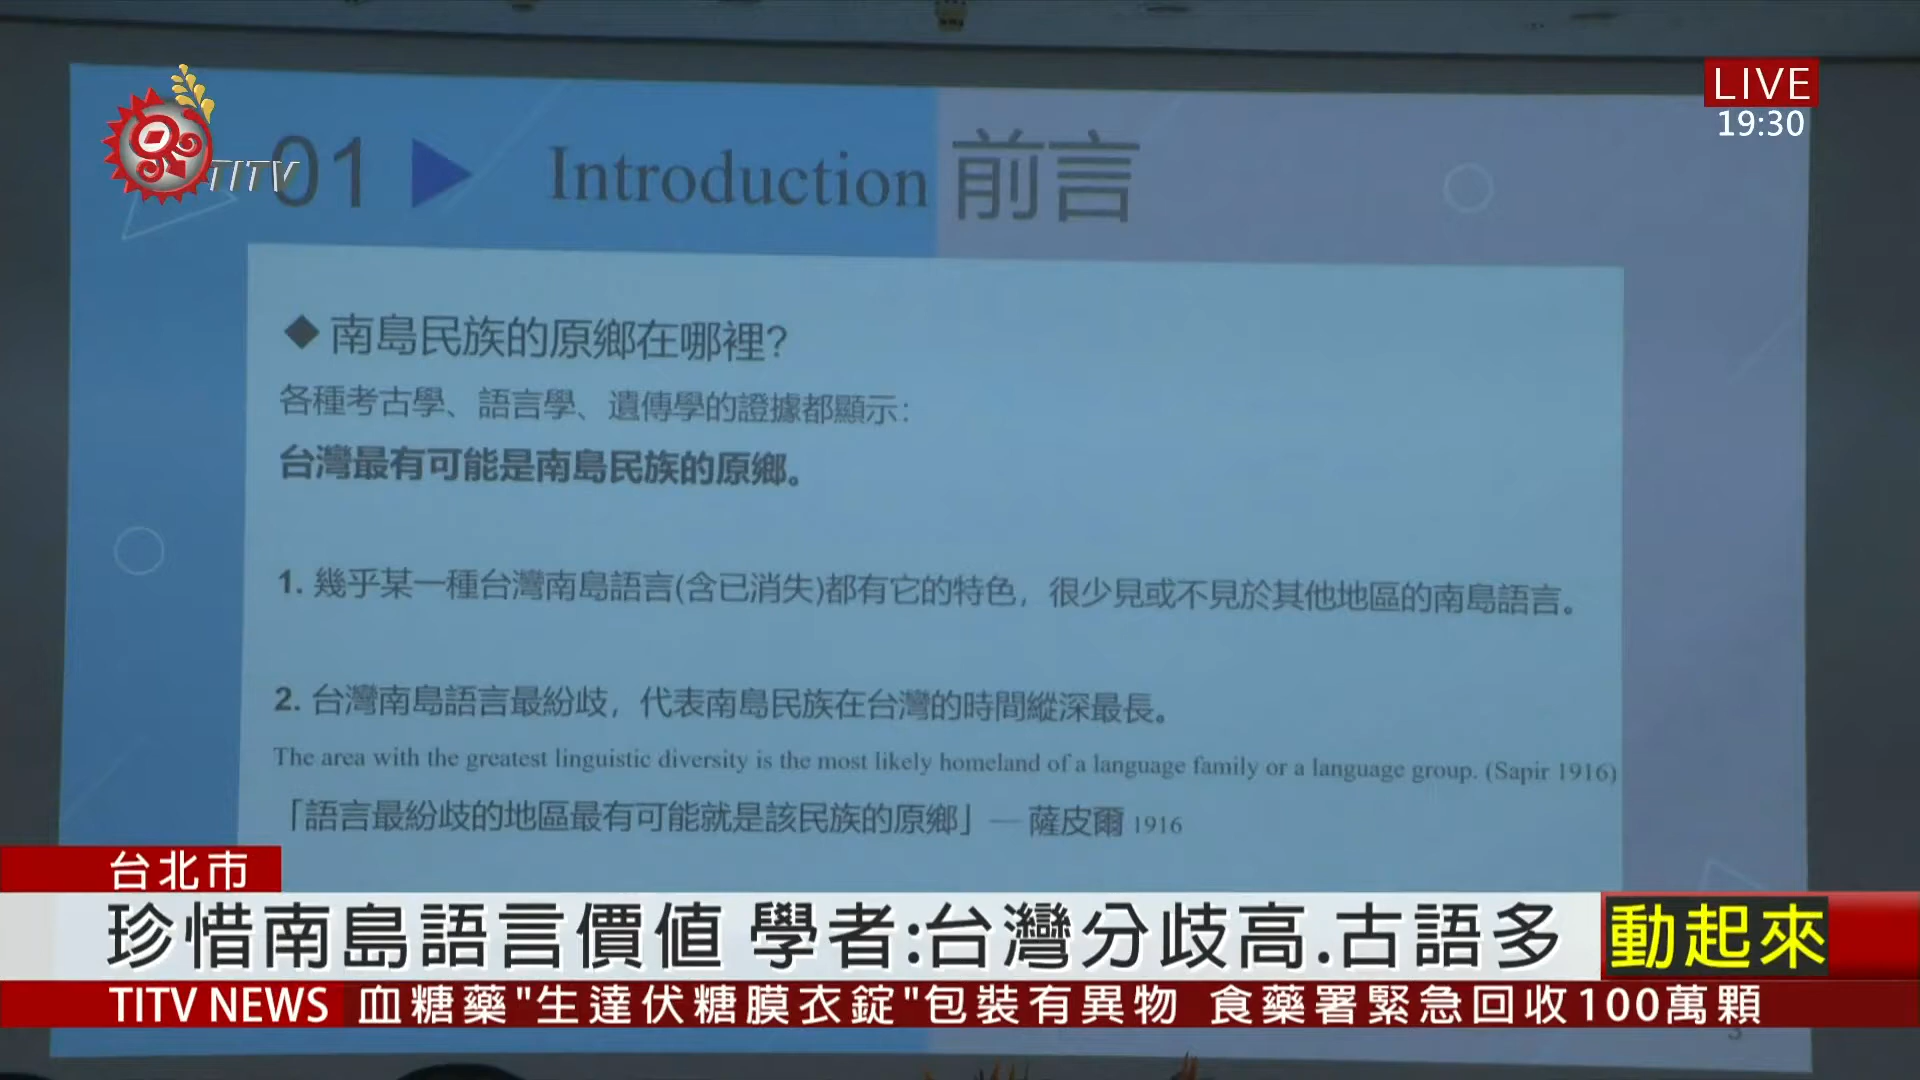 LIVE
19:30
TITV
01 Introduction 前言
南島民族的原鄉在哪裡?
各種考古學、語言學、遺傳學的證據都顯示：
台灣最有可能是南島民族的原鄉。
1. 幾乎某一種台灣南島語言(含已消失)都有它的特色，很少見或不見於其他地區的南島語言。
2. 台灣南島語言最紛歧，代表南島民族在台灣的時間縱深最長。
The area with the greatest linguistic diversity is the most likely homeland of a language family or a language group. (Sapir 1916)
「語言最紛歧的地區最有可能就是該民族的原鄉」 — 薩皮爾 1916
台北市
珍惜南島語言價值 學者:台灣分歧高.古語多
動起來
TITV NEWS 血糖藥"生達伏糖膜衣錠"包裝有異物 食藥署緊急回收100萬顆
3